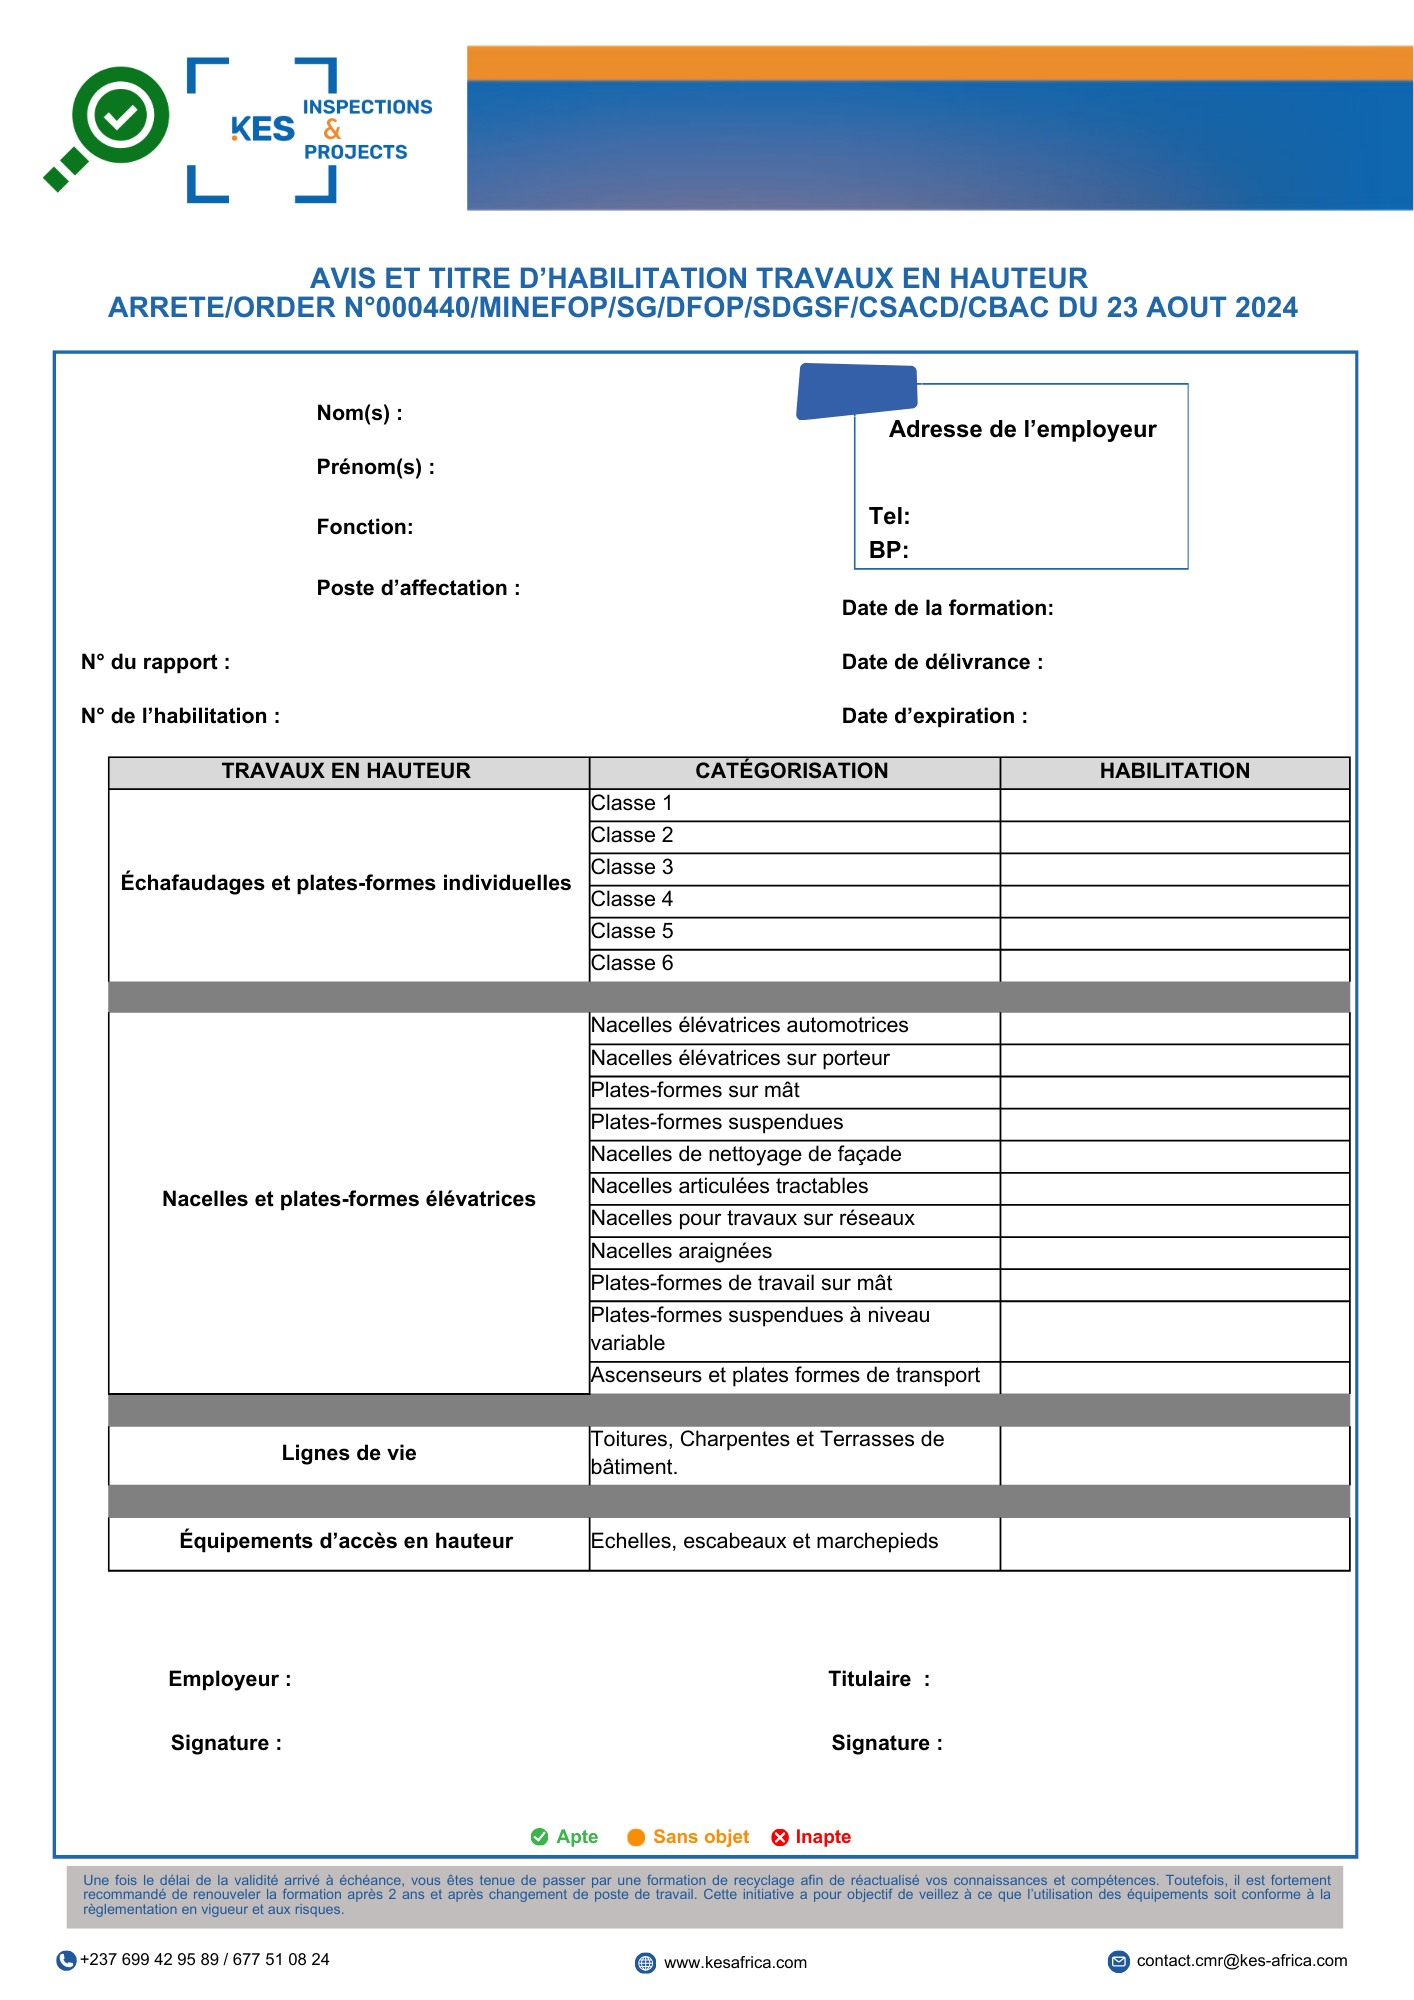 KES INSPECTIONS
&
PROJECTS
AVIS ET TITRE D’HABILITATION TRAVAUX EN HAUTEUR
ARRETE/ORDER N°000440/MINEFOP/SG/DFOP/SDGSF/CSACD/CBAC DU 23 AOUT 2024
Nom(s) :
Prénom(s) :
Fonction:
Poste d’affectation :
Adresse de l’employeur
Tel:
BP:
Date de la formation:
N° du rapport :
Date de délivrance :
N° de l’habilitation :
Date d’expiration :
TRAVAUX EN HAUTEUR CATÉGORISATION HABILITATION
Échafaudages et plates-formes individuelles
Classe 1
Classe 2
Classe 3
Classe 4
Classe 5
Classe 6
Nacelles et plates-formes élévatrices
Nacelles élévatrices automotrices
Nacelles élévatrices sur porteur
Plates-formes sur mât
Plates-formes suspendues
Nacelles de nettoyage de façade
Nacelles articulées tractables
Nacelles pour travaux sur réseaux
Nacelles araignées
Plates-formes de travail sur mât
Plates-formes suspendues à niveau
variable
Ascenseurs et plates formes de transport
Lignes de vie
Toitures, Charpentes et Terrasses de
bâtiment.
Équipements d’accès en hauteur
Echelles, escabeaux et marchepieds
Employeur :
Titulaire :
Signature :
Signature :
Apte Sans objet Inapte
Une fois le délai de la validité arrivé à échéance, vous êtes tenue de passer par une formation de recyclage afin de réactualisé vos connaissances et compétences. Toutefois, il est fortement
recommandé de renouveler la formation après 2 ans et après changement de poste de travail. Cette initiative a pour objectif de veillez à ce que l’utilisation des équipements soit conforme à la
règlementation en vigueur et aux risques.
+237 699 42 95 89 / 677 51 08 24
www.kesafrica.com
contact.cmr@kes-africa.com